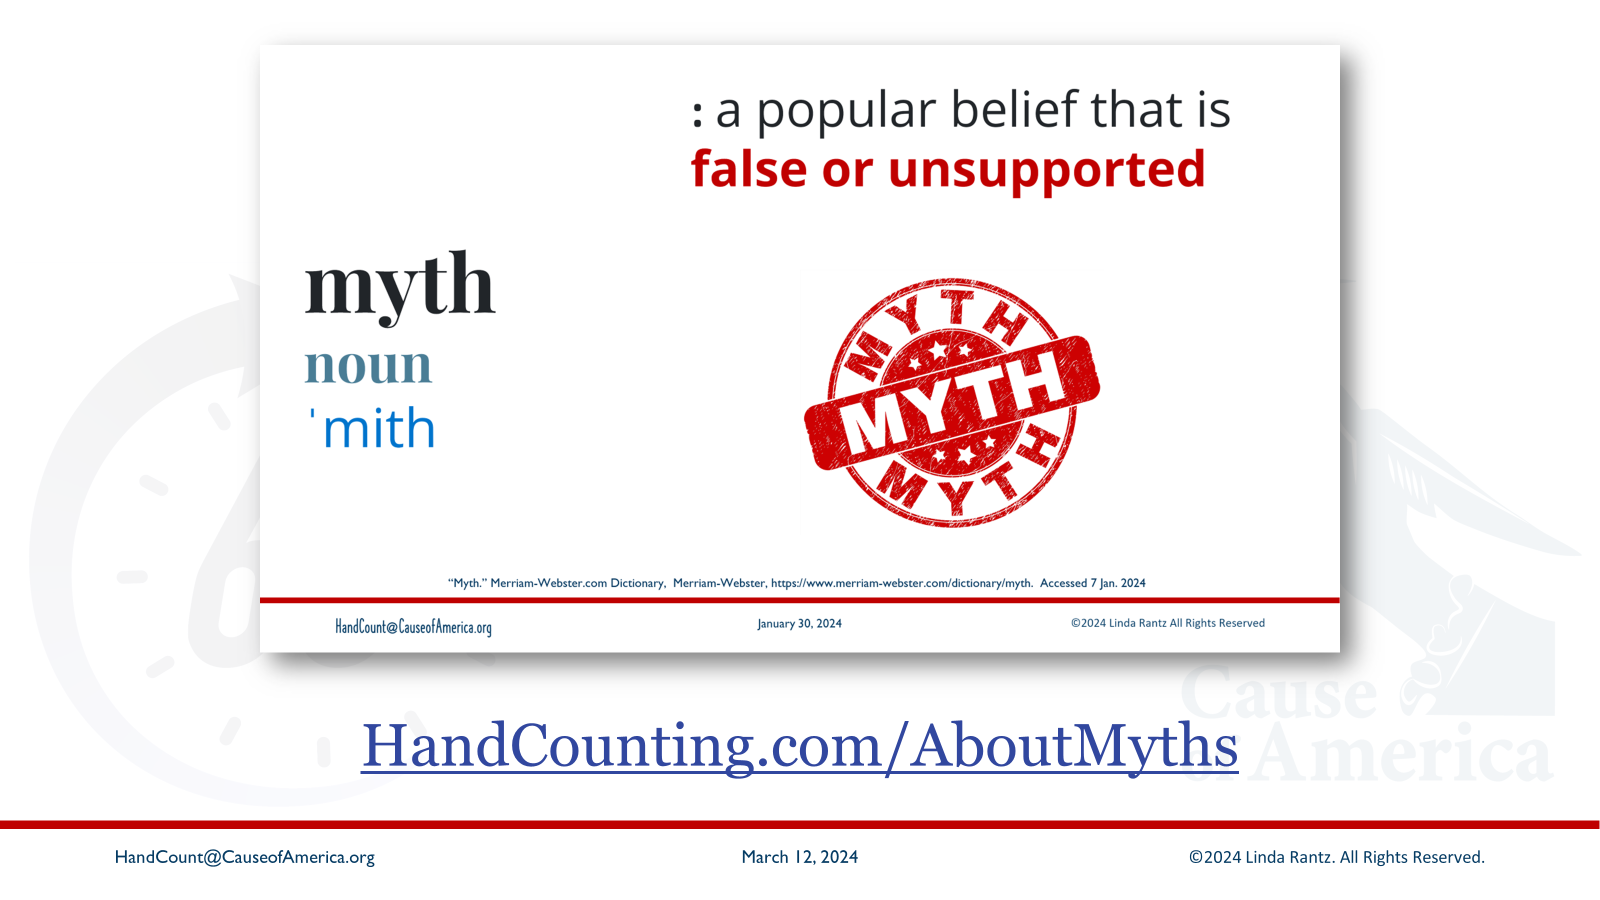 : a popular belief that is
false or unsupported
myth
noun
ˈmith
MYTH
MYTH
MYTH
“Myth.” Merriam-Webster.com Dictionary, Merriam-Webster, https://www.merriam-webster.com/dictionary/myth. Accessed 7 Jan. 2024
HandCount@CauseofAmerica.org
January 30, 2024
©2024 Linda Rantz All Rights Reserved
Cause
of America
HandCounting.com/AboutMyths
HandCount@CauseofAmerica.org
March 12, 2024
©2024 Linda Rantz. All Rights Reserved.